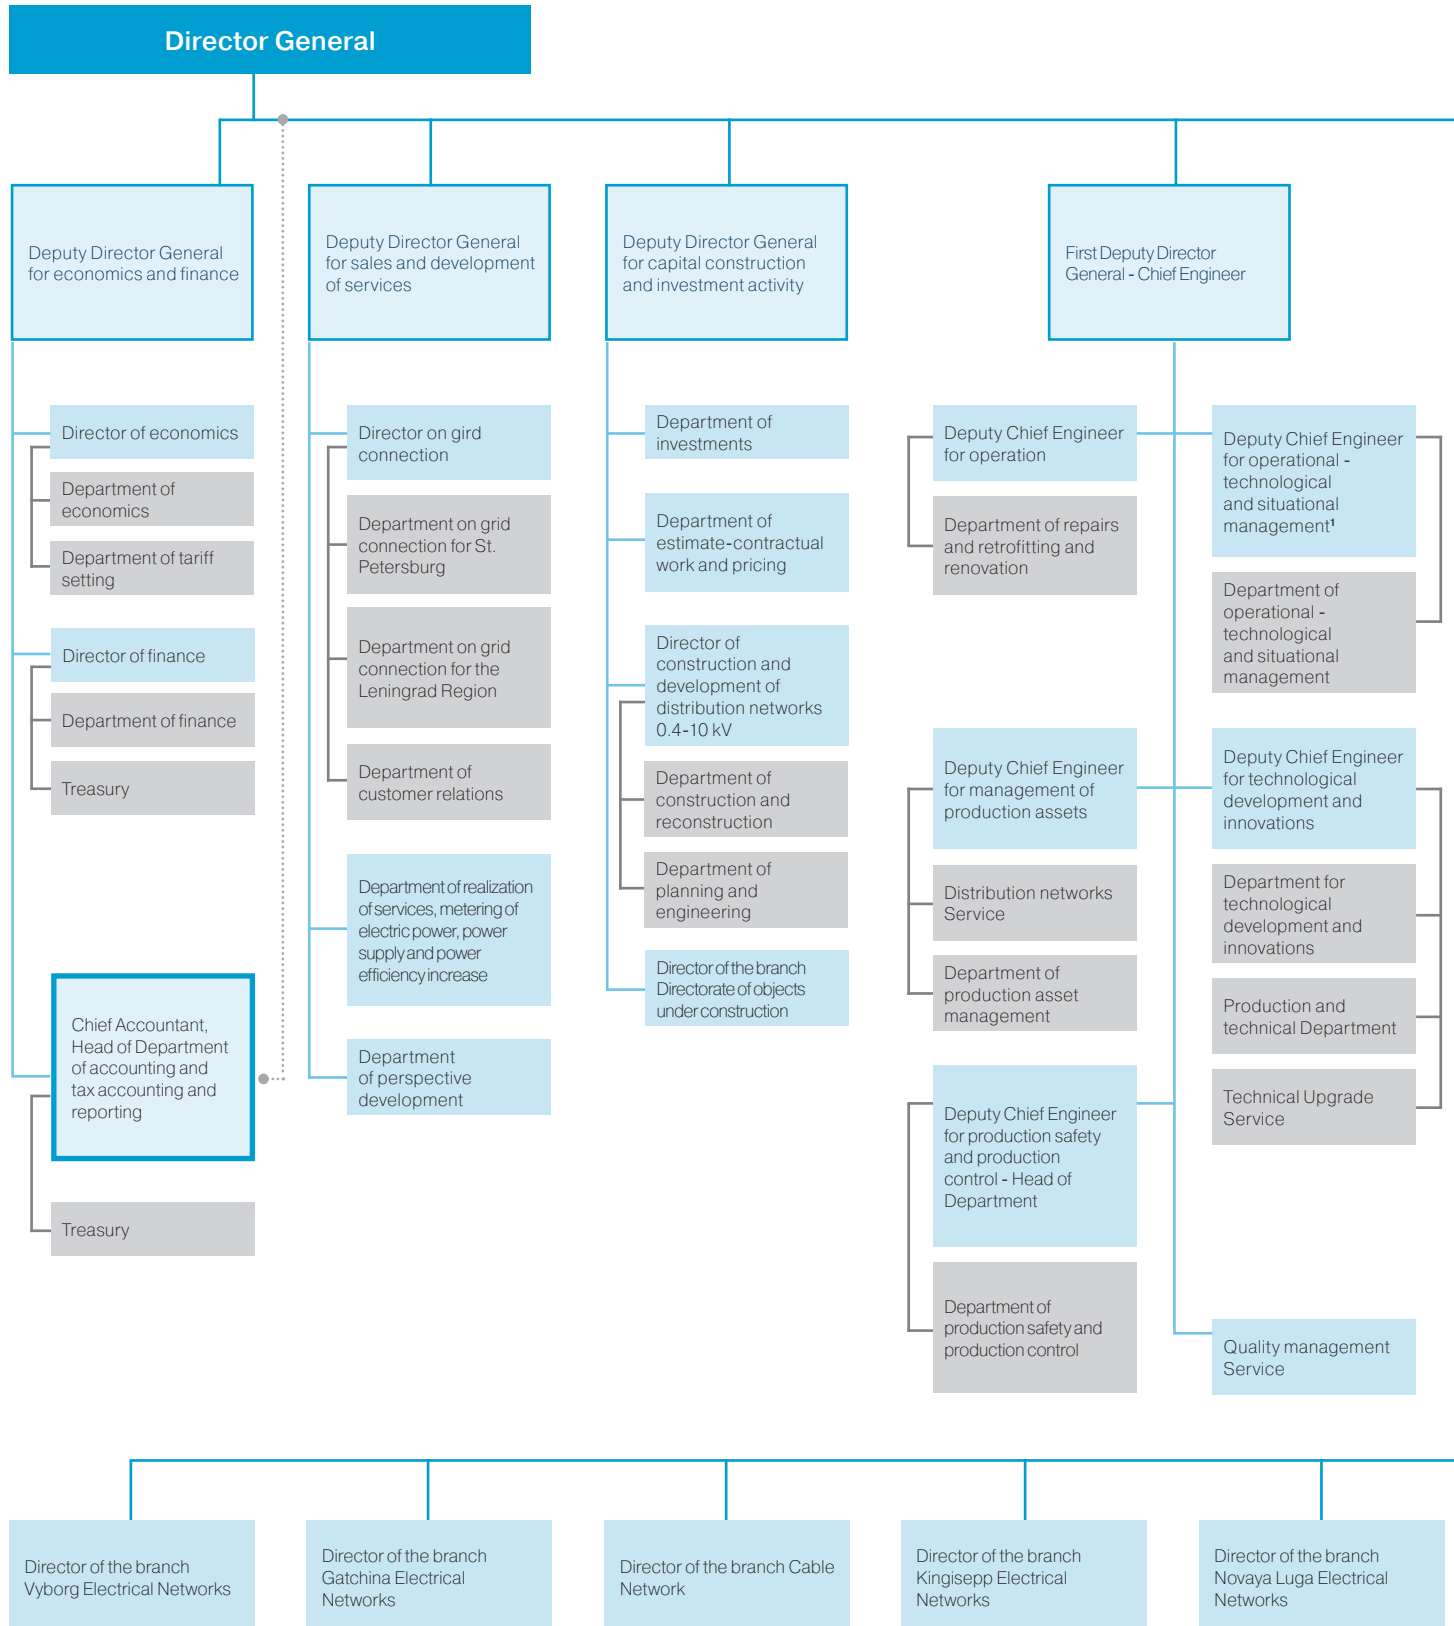 Director General
Deputy Director General
for economics and finance
Deputy Director General
for sales and development
of services
Deputy Director General
for capital construction
and investment activity
First Deputy Director
General - Chief Engineer
Director of economics
Department of
economics
Department of tariff
setting
Director of finance
Department of finance
Treasury
Chief Accountant,
Head of Department
of accounting and
tax accounting and
reporting
Treasury
Director on gird
connection
Department on grid
connection for St.
Petersburg
Department on grid
connection for the
Leningrad Region
Department of
customer relations
Department of realization
of services, metering of
electric power, power
supply and power
efficiency increase
Department
of perspective
development
Department of
investments
Department of
estimate-contractual
work and pricing
Director of
construction and
development of
distribution networks
0.4-10 kV
Department of
construction and
reconstruction
Department of
planning and
engineering
Director of the branch
Directorate of objects
under construction
Deputy Chief Engineer
for operation
Department of repairs
and retrofitting and
renovation
Deputy Chief Engineer
for management of
production assets
Distribution networks
Service
Department of
production asset
management
Deputy Chief Engineer
for production safety
and production
control - Head of
Department
Department of
production safety and
production control
Deputy Chief Engineer
for operational -
technological
and situational
management¹
Department of
operational -
technological
and situational
management
Deputy Chief Engineer
for technological
development and
innovations
Department for
technological
development and
innovations
Production and
technical Department
Technical Upgrade
Service
Quality management
Service
Director of the branch
Vyborg Electrical Networks
Director of the branch
Gatchina Electrical
Networks
Director of the branch Cable
Network
Director of the branch
Kingisepp Electrical
Networks
Director of the branch
Novaya Luga Electrical
Networks